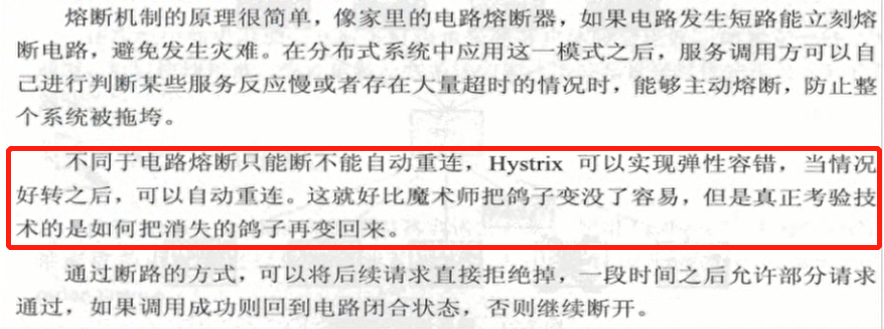 熔断机制的原理很简单，像家里的电路熔断器，如果电路发生短路能立刻熔
断电路，避免发生灾难。在分布式系统中应用这一模式之后，服务调用方可以自
己进行判断某些服务反应慢或者存在大量超时的情况时，能够主动熔断，防止整
个系统被拖垮。
不同于电路熔断只能断不能自动重连，Hystrix 可以实现弹性容错，当情况
好转之后，可以自动重连。这就好比魔术师把鸽子变没了容易，但是真正考验技
术的是如何把消失的鸽子再变回来。
通过断路的方式，可以将后续请求直接拒绝掉，一段时间之后允许部分请求
通过，如果调用成功则回到电路闭合状态，否则继续断开。